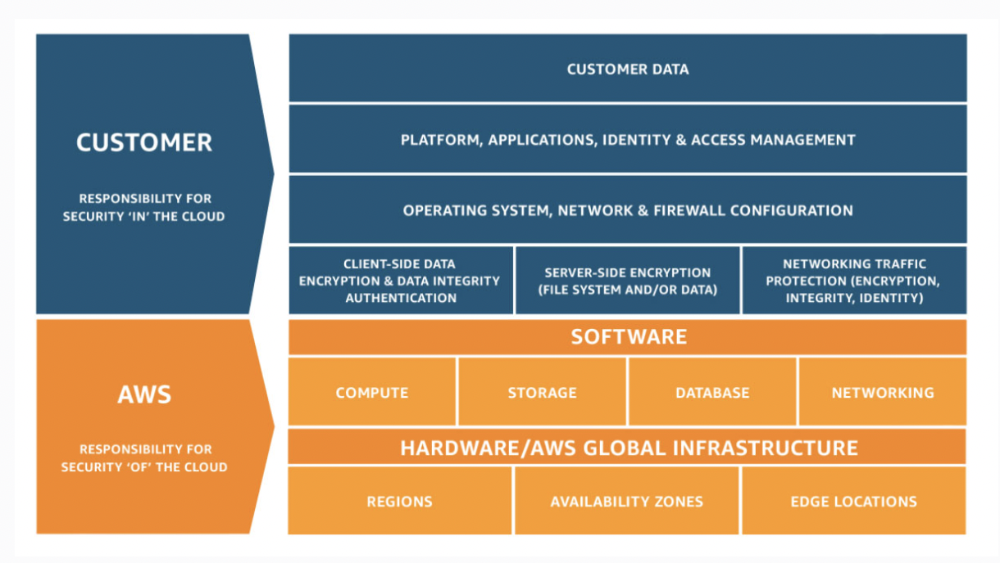 CUSTOMER
RESPONSIBILITY FOR
SECURITY ‘IN’ THE CLOUD
CUSTOMER DATA
PLATFORM, APPLICATIONS, IDENTITY & ACCESS MANAGEMENT
OPERATING SYSTEM, NETWORK & FIREWALL CONFIGURATION
CLIENT-SIDE DATA
ENCRYPTION & DATA INTEGRITY
AUTHENTICATION
SERVER-SIDE ENCRYPTION
(FILE SYSTEM AND/OR DATA)
NETWORKING TRAFFIC
PROTECTION (ENCRYPTION,
INTEGRITY, IDENTITY)
AWS
RESPONSIBILITY FOR
SECURITY ‘OF’ THE CLOUD
SOFTWARE
COMPUTE
STORAGE
DATABASE
NETWORKING
HARDWARE/AWS GLOBAL INFRASTRUCTURE
REGIONS
AVAILABILITY ZONES
EDGE LOCATIONS